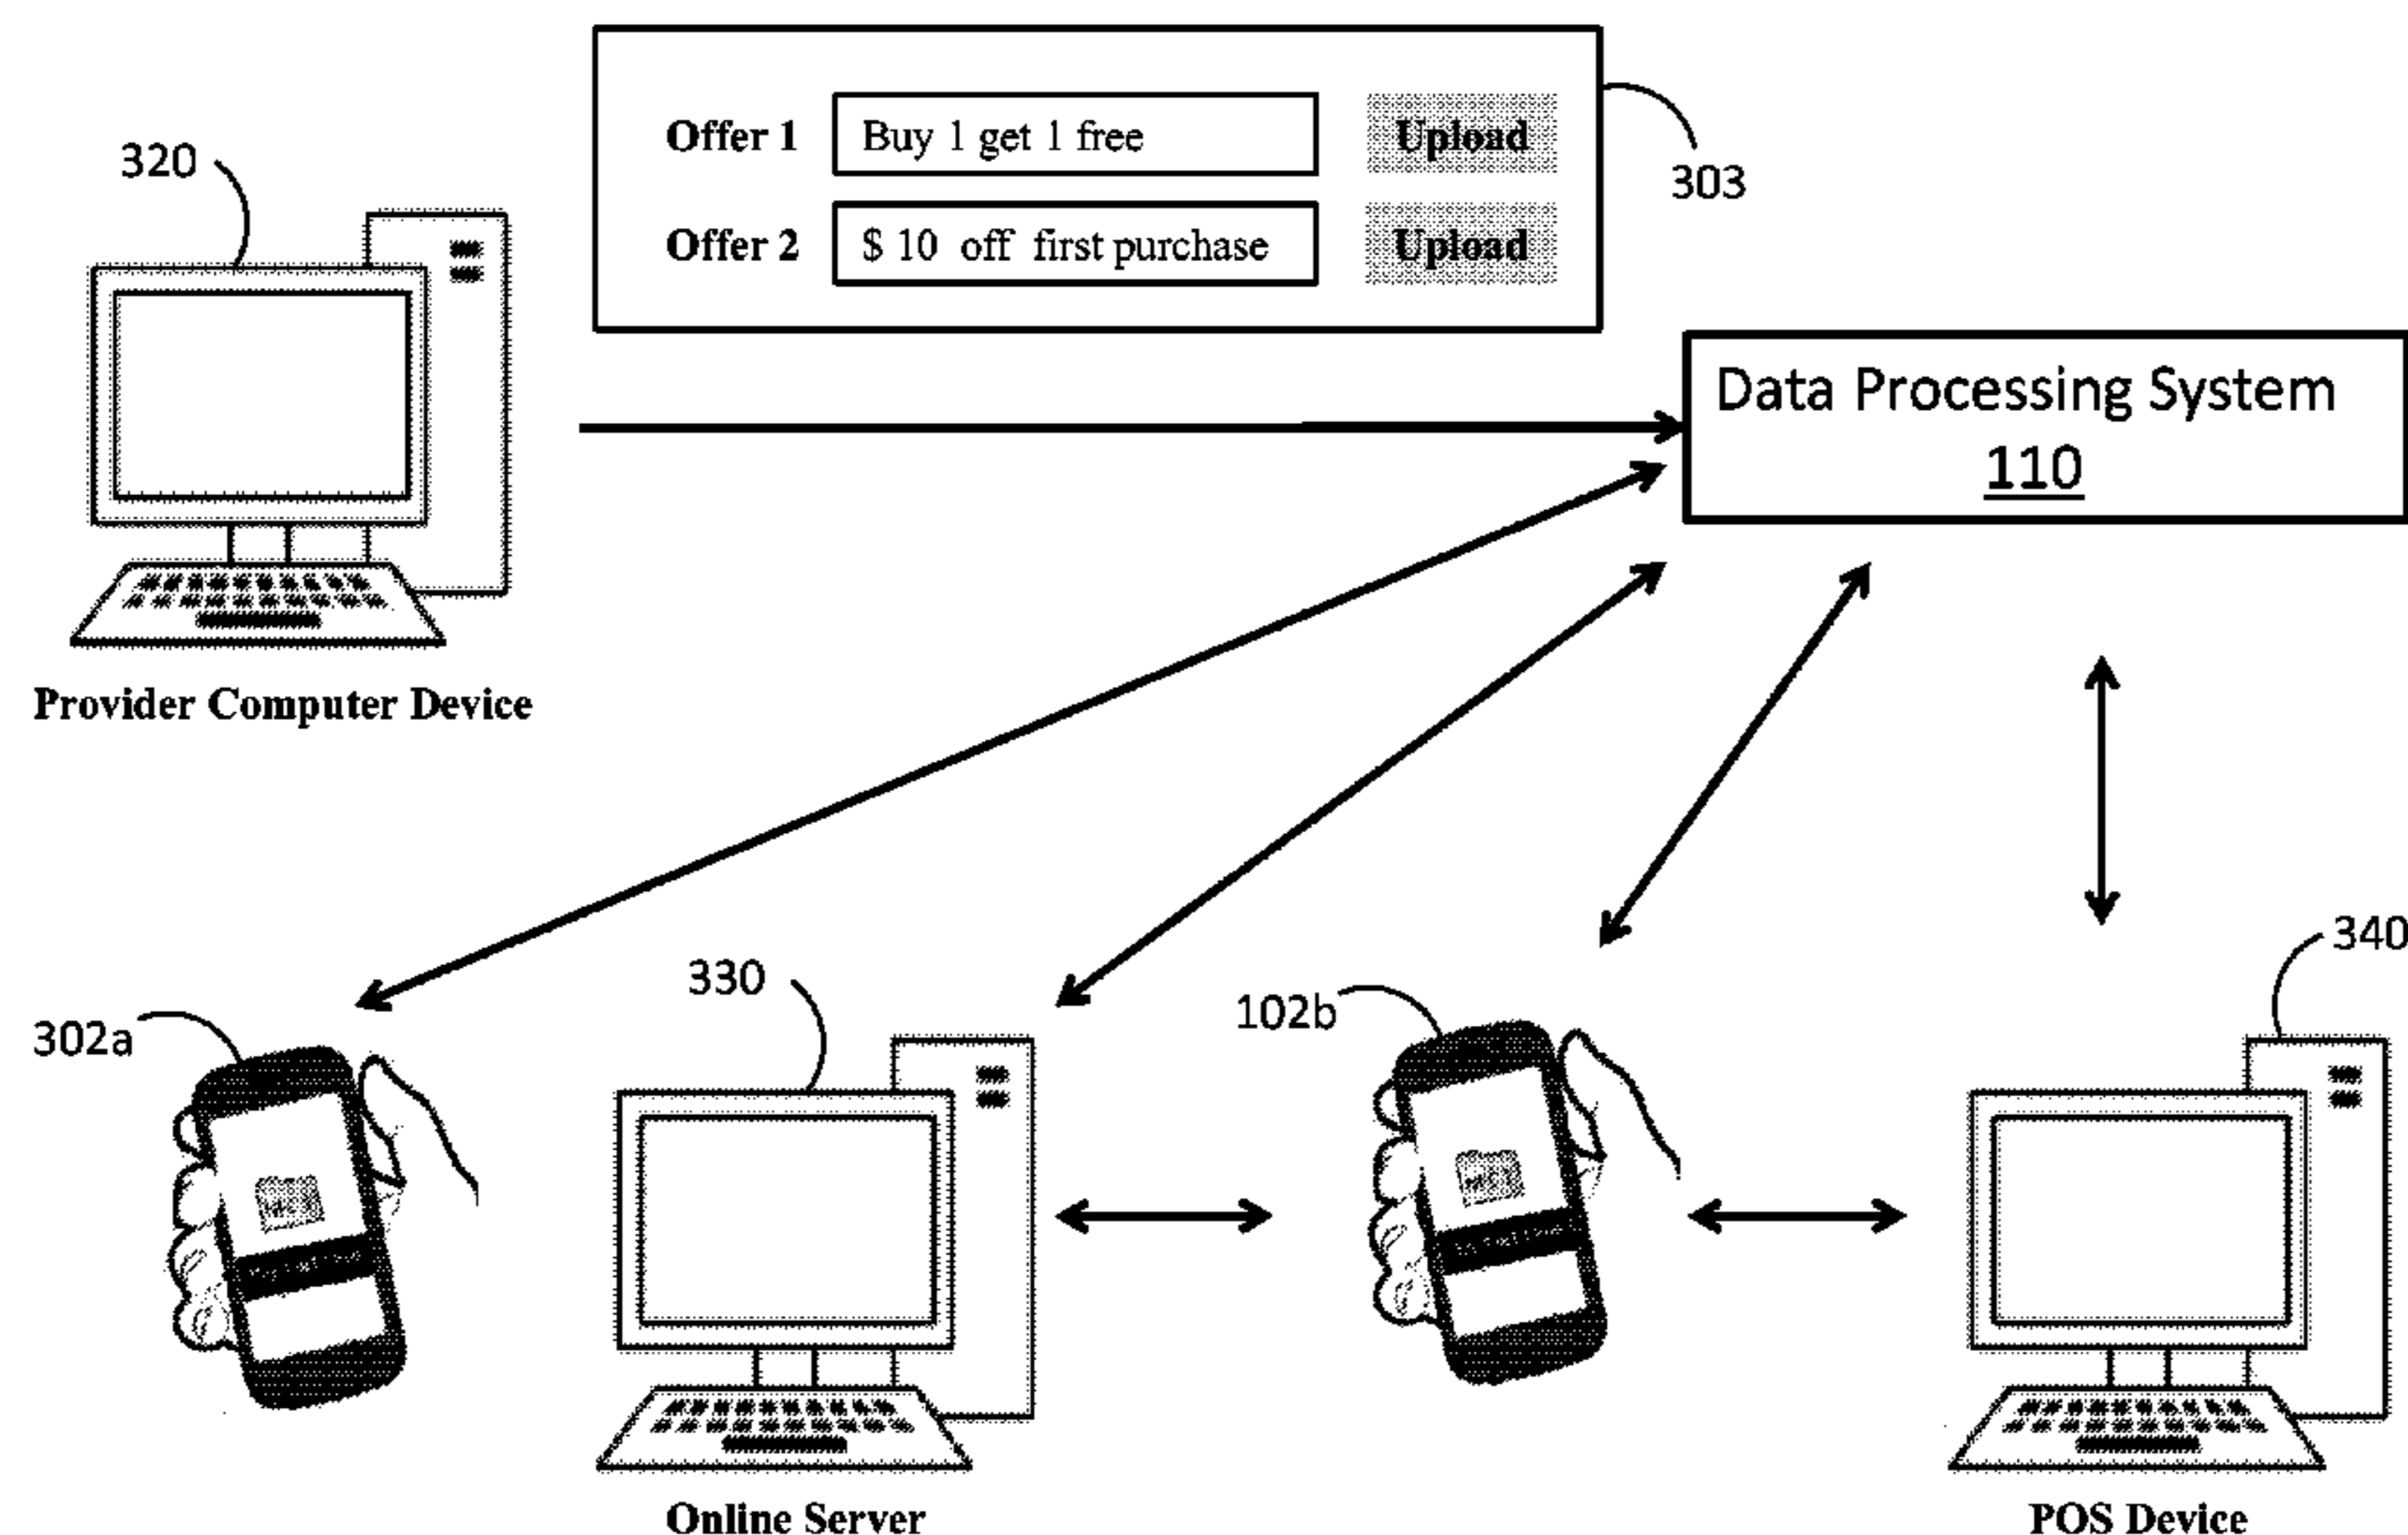 320
Offer 1 Buy 1 get 1 free Upload
303
Offer 2 $ 10 off first purchase Upload
Data Processing System
110
Provider Computer Device
302a
330
102b
340
Online Server
POS Device